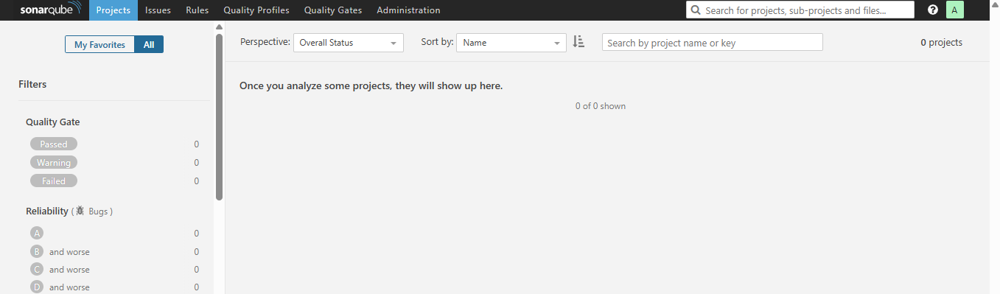 sonarqube Projects Issues Rules Quality Profiles Quality Gates Administration Search for projects, sub-projects and files... ? A
My Favorites All
Perspective: Overall Status Sort by: Name Search by project name or key 0 projects
Filters
Once you analyze some projects, they will show up here.
0 of 0 shown
Quality Gate
Passed 0
Warning 0
Failed 0
Reliability ( Bugs )
A 0
B and worse 0
C and worse 0
D and worse 0